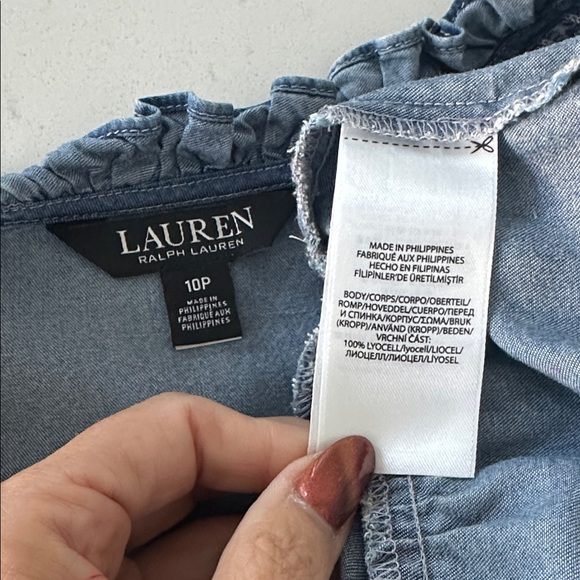 LAUREN
RALPH LAUREN
10P
MADE IN
PHILIPPINES
FABRIQUÉ AUX
PHILIPPINES
MADE IN PHILIPPINES
FABRIQUÉ AUX PHILIPPINES
HECHO EN FILIPINAS
FİLİPİNLER'DE ÜRETİLMİŞTİR
BODY/CORPS/CORPO/OBERTEIL/
ROMP/HOVEDDEL/CUERPO/ПЕРЕД
И СПИНКА/КОРПУС/ΣΩΜΑ/BRUK
(KROPP)/ANVÄND (KROPP)/BEDEN/
VRCHNÍ ČÁST:
100% LYOCELL/lyocell/LIOCEL/
ЛИОЦЕЛЛ/ЛИОЦЕЛ/LİYOSEL